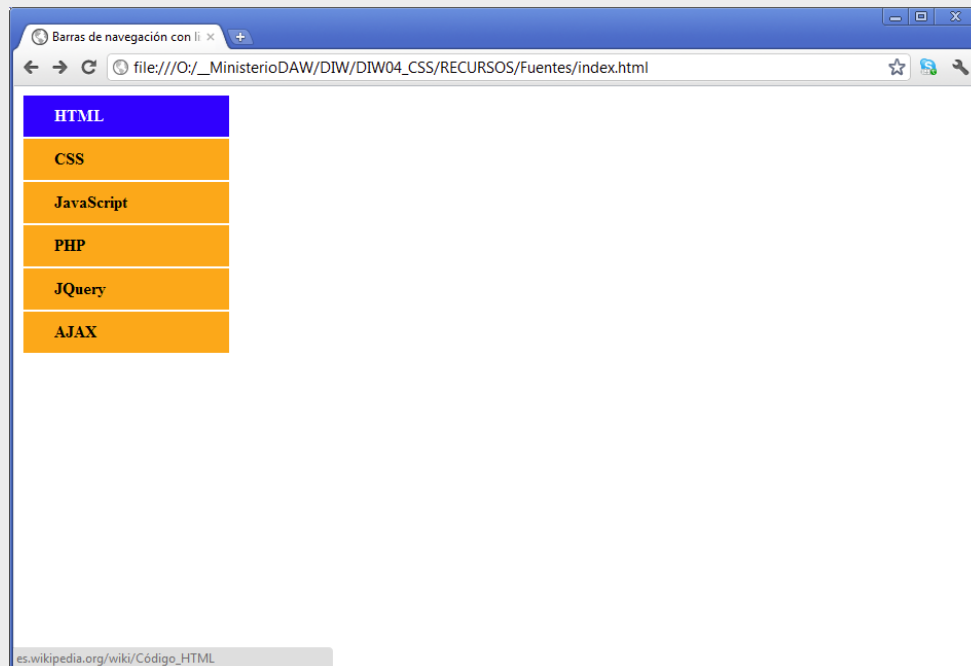 Barras de navegación con li
file:///O:/__MinisterioDAW/DIW/DIW04_CSS/RECURSOS/Fuentes/index.html
HTML
CSS
JavaScript
PHP
JQuery
AJAX
es.wikipedia.org/wiki/Código_HTML